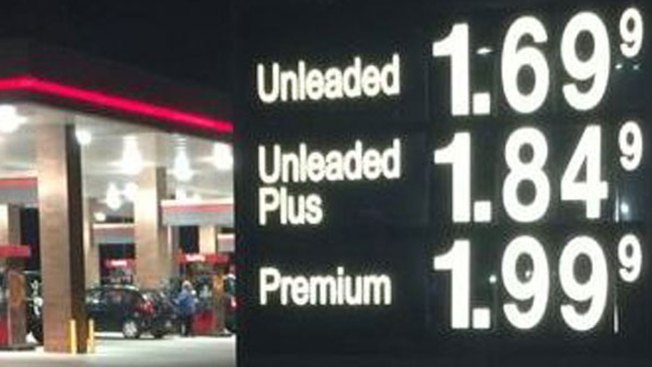 Unleaded 1.69 9
Unleaded Plus 1.84 9
Premium 1.99 9